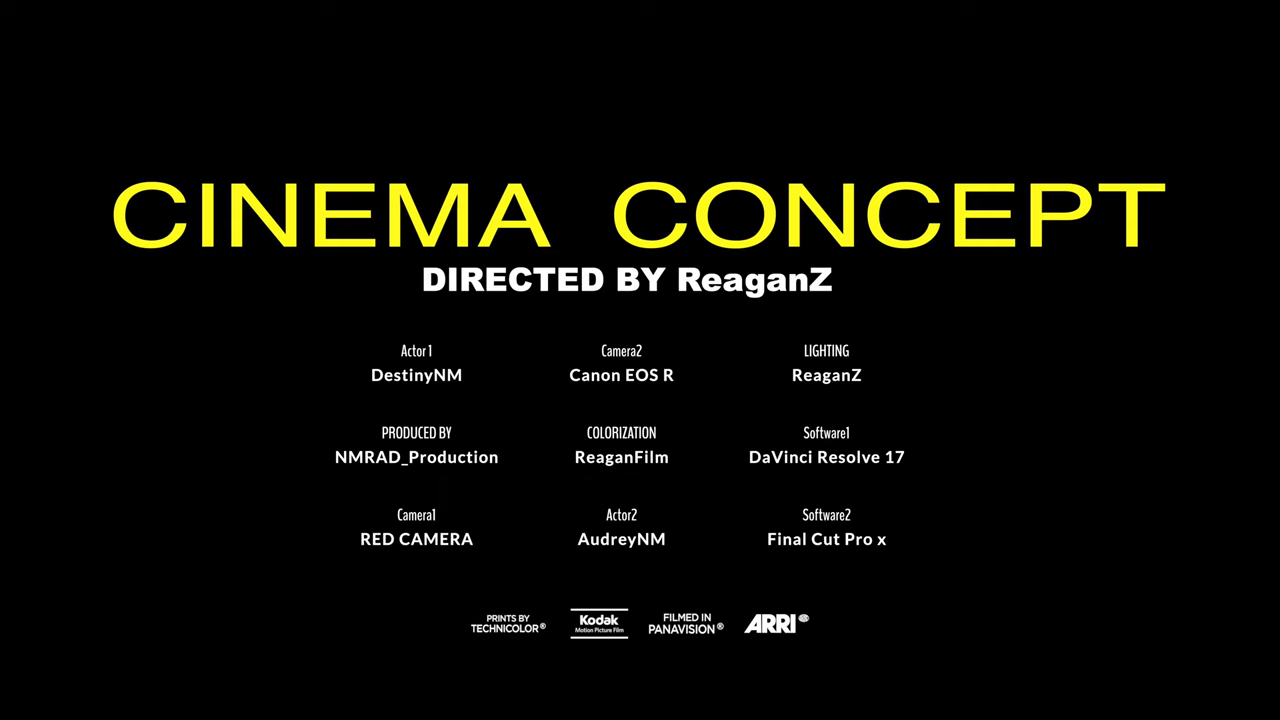 CINEMA CONCEPT
DIRECTED BY ReaganZ
Actor 1
DestinyNM
Camera2
Canon EOS R
LIGHTING
ReaganZ
PRODUCED BY
NMRAD_Production
COLORIZATION
ReaganFilm
Software1
DaVinci Resolve 17
Camera1
RED CAMERA
Actor2
AudreyNM
Software2
Final Cut Pro x
PRINTS BY
TECHNICOLOR®
Kodak
Motion Picture Film
FILMED IN
PANAVISION®
ARRI